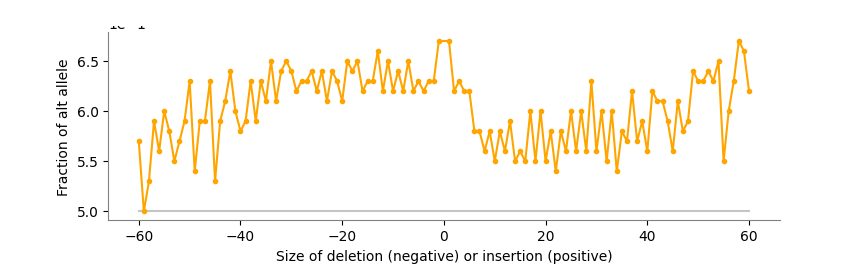 6.5
6.0
5.5
5.0
Fraction of alt allele
−60 −40 −20 0 20 40 60
Size of deletion (negative) or insertion (positive)